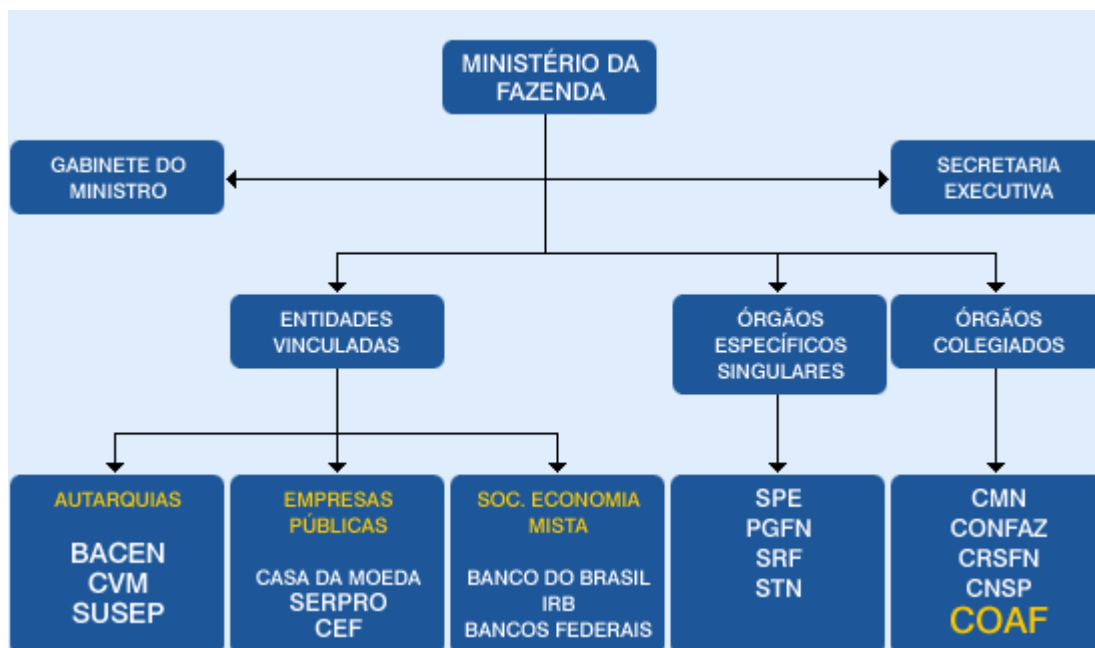 MINISTÉRIO DA
FAZENDA
GABINETE DO
MINISTRO
SECRETARIA
EXECUTIVA
ENTIDADES
VINCULADAS
ÓRGÃOS
ESPECÍFICOS
SINGULARES
ÓRGÃOS
COLEGIADOS
AUTARQUIAS
BACEN
CVM
SUSEP
EMPRESAS
PÚBLICAS
CASA DA MOEDA
SERPRO
CEF
SOC. ECONOMIA
MISTA
BANCO DO BRASIL
IRB
BANCOS FEDERAIS
SPE
PGFN
SRF
STN
CMN
CONFAZ
CRSFN
CNSP
COAF